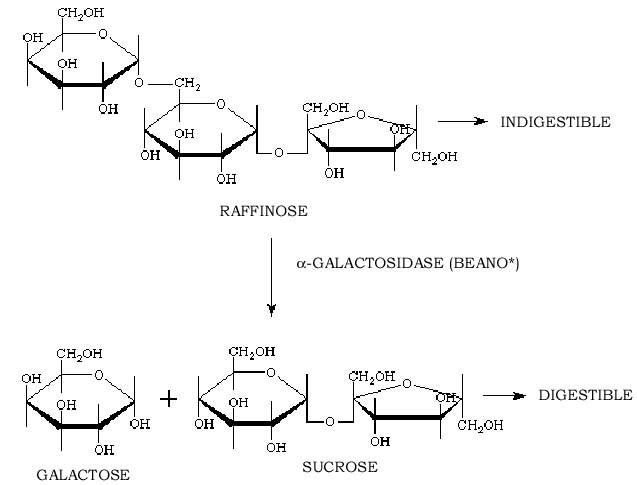 CH2OH
OH
O
OH
OH
O
CH2
O
OH
OH
OH
O
CH2OH
O
OH
OH
CH2OH
INDIGESTIBLE
RAFFINOSE
α-GALACTOSIDASE (BEANO*)
CH2OH
OH
O
OH
OH
OH
GALACTOSE
+
CH2OH
O
OH
OH
OH
O
CH2OH
O
OH
OH
CH2OH
SUCROSE
DIGESTIBLE